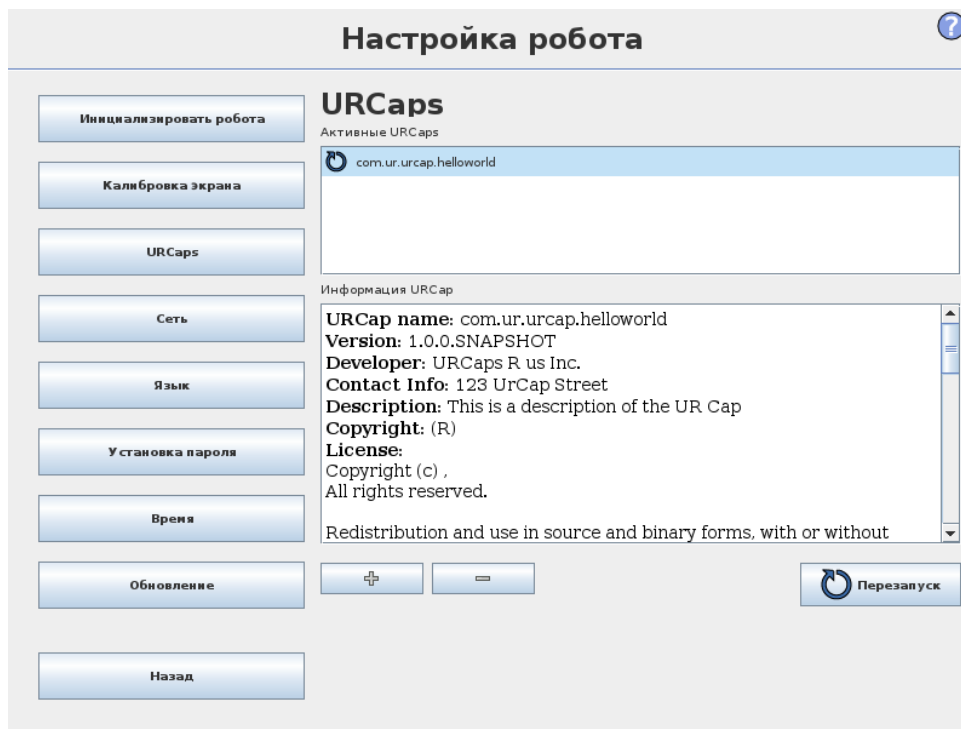 Настройка робота
?
Инициализировать робота
Калибровка экрана
URCaps
Сеть
Язык
Установка пароля
Время
Обновление
Назад
URCaps
Активные URCaps
com.ur.urcap.helloworld
Информация URCap
URCap name: com.ur.urcap.helloworld
Version: 1.0.0.SNAPSHOT
Developer: URCaps R us Inc.
Contact Info: 123 UrCap Street
Description: This is a description of the UR Cap
Copyright: (R)
License:
Copyright (c) ,
All rights reserved.
Redistribution and use in source and binary forms, with or without
Перезапуск